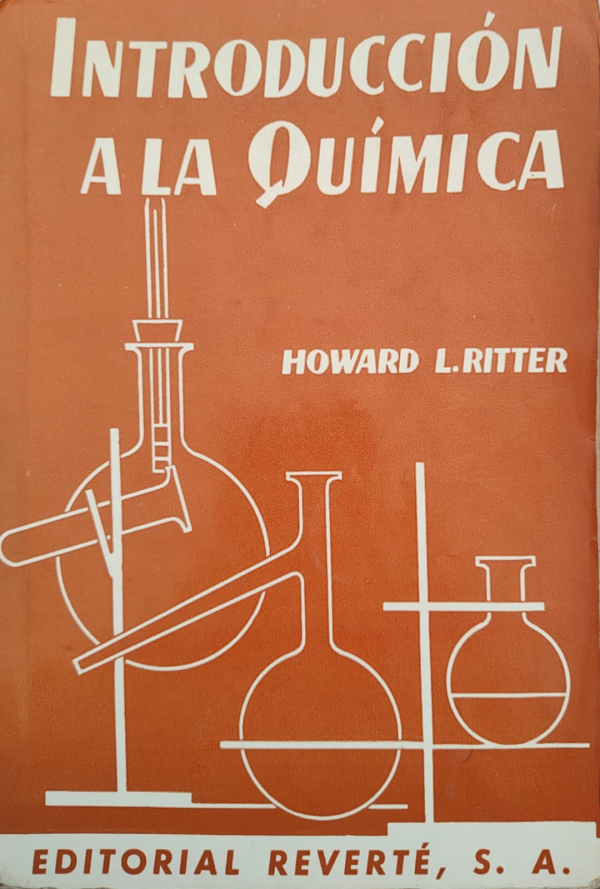 INTRODUCCIÓN
A LA QUÍMICA
HOWARD L. RITTER
EDITORIAL REVERTÉ, S. A.